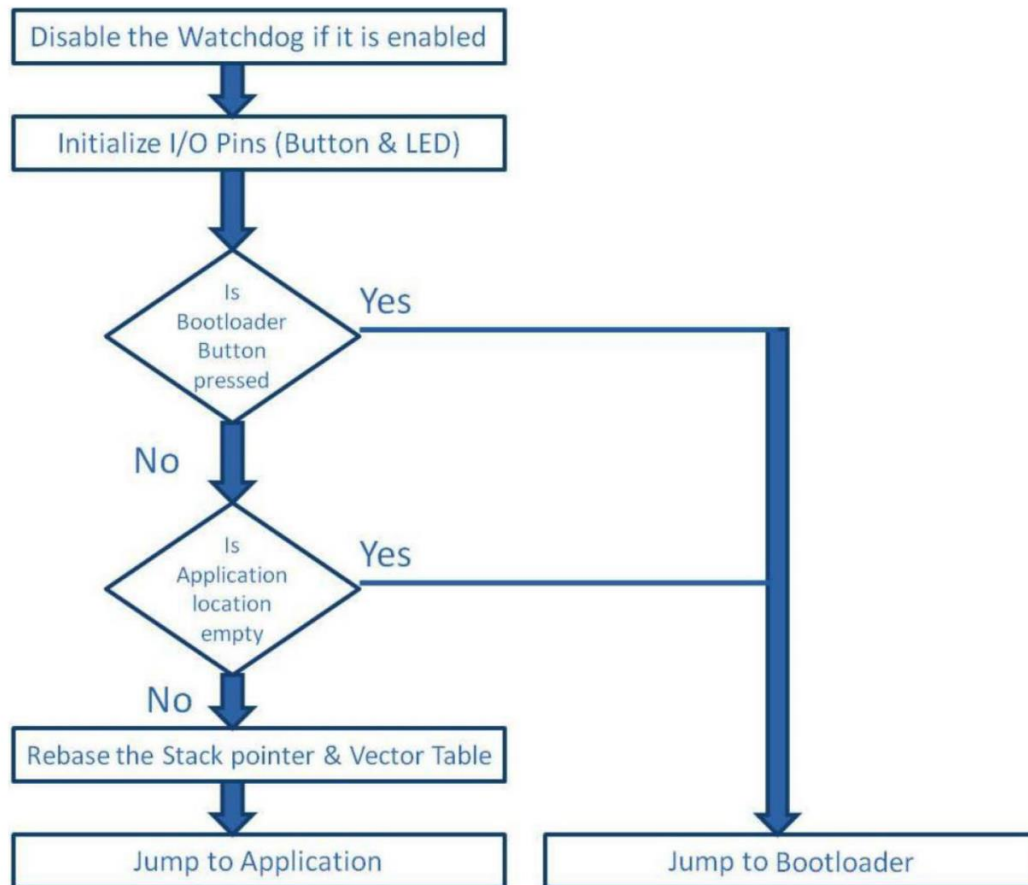 Disable the Watchdog if it is enabled
Initialize I/O Pins (Button & LED)
Is
Bootloader
Button
pressed
Yes
No
Is
Application
location
empty
Yes
No
Rebase the Stack pointer & Vector Table
Jump to Application
Jump to Bootloader